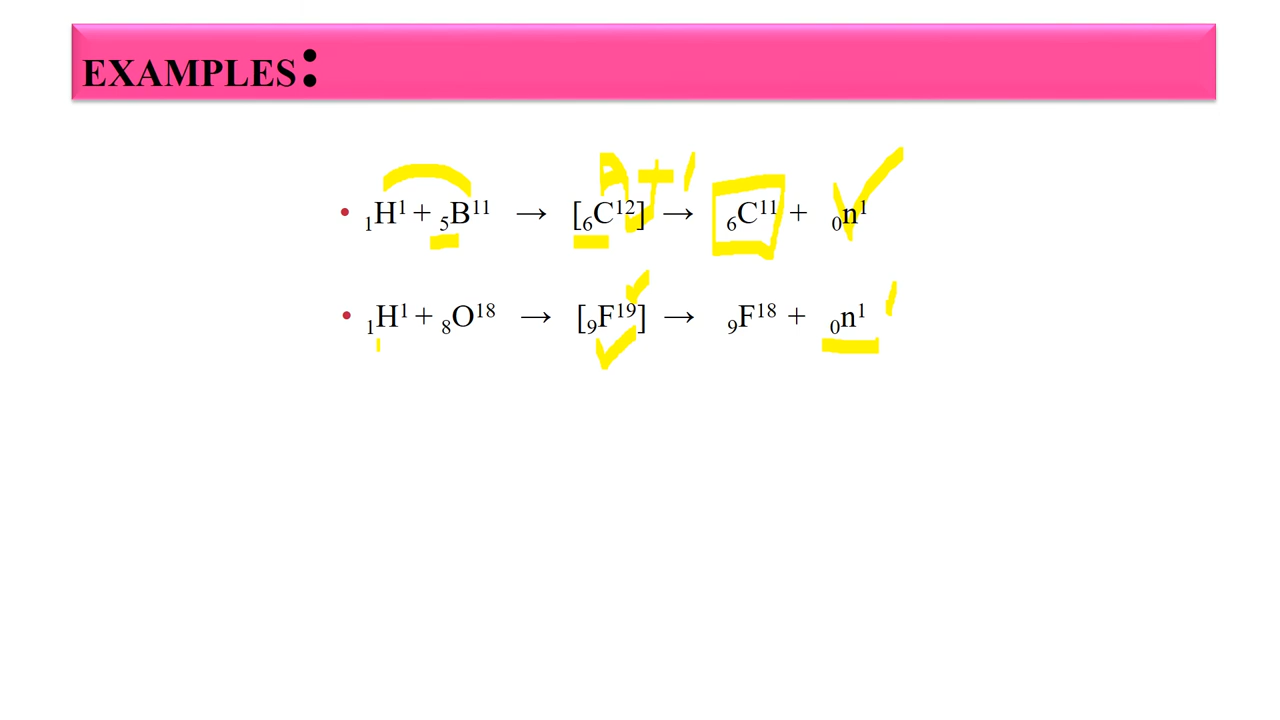 EXAMPLES:
• ₁H¹ + ₅B¹¹ → [₆C¹²] → ₆C¹¹ + ₀n¹
• ₁H¹ + ₈O¹⁸ → [₉F¹⁹] → ₉F¹⁸ + ₀n¹